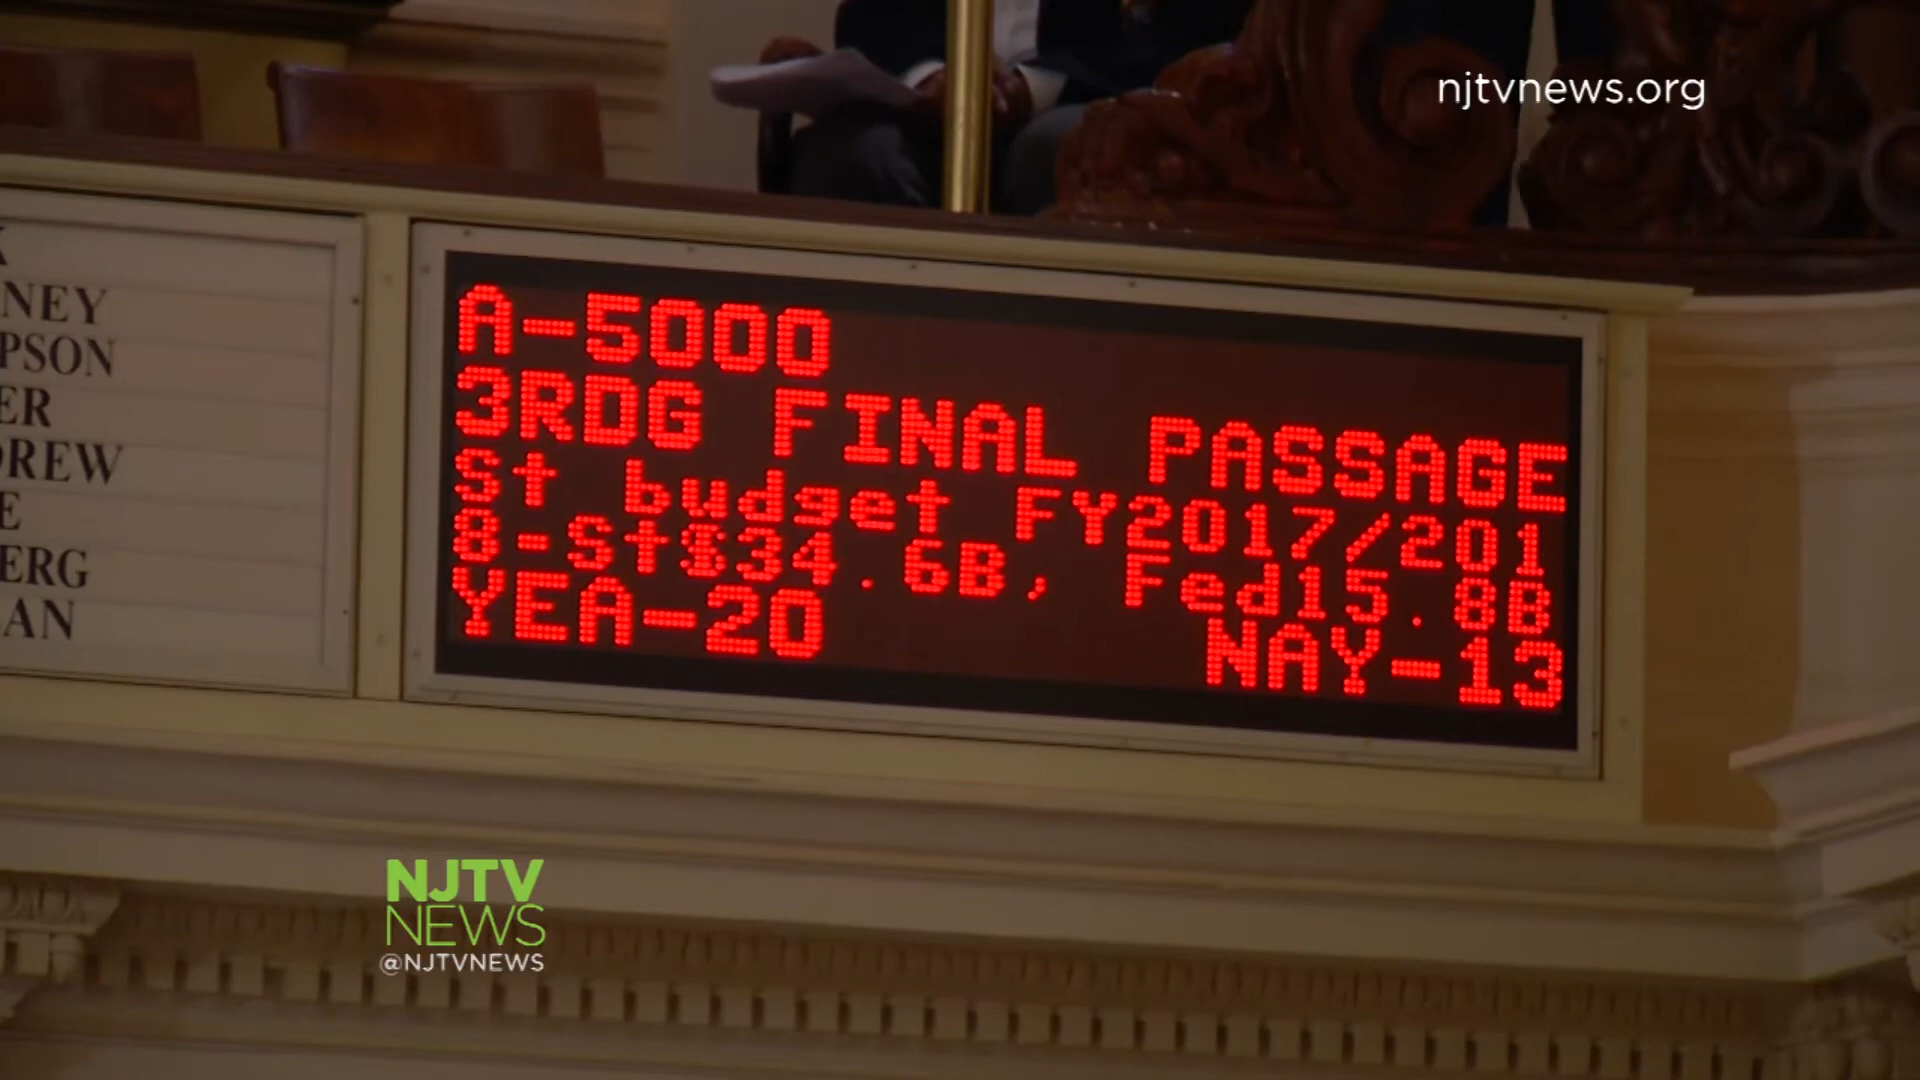 njtvnews.org
NEY
PSON
ER
DREW
E
ERG
AN
A-5000
3RDG FINAL PASSAGE
St budget FY2017/201
8-St$34.6B, Fed15.8B
YEA-20 NAY-13
NJTV
NEWS
@NJTVNEWS